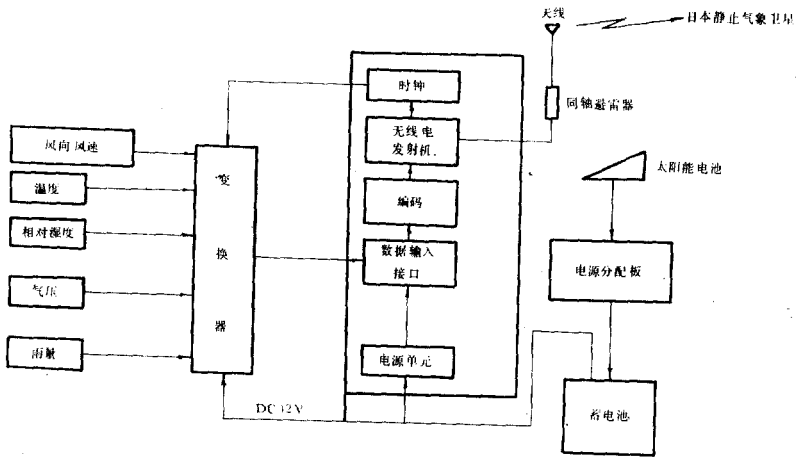 天线
日本静止气象卫星
时钟
同轴避雷器
无线电
发射机
风向风速
太阳能电池
温度
变
编码
相对湿度
换
数据输入
接口
电源分配板
气压
器
雨量
电源单元
DC 12V
蓄电池